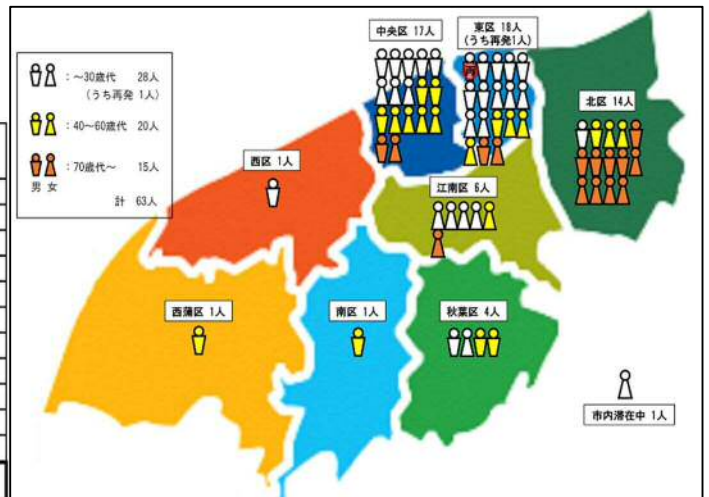 中央区 17人
東区 18人
(うち再発1人)
:～30歳代 28人
(うち再発 1人)
:40～60歳代 20人
:70歳代～ 15人
男 女
計 63人
北区 14人
西区 1人
江南区 6人
西蒲区 1人
南区 1人
秋葉区 4人
市内滞在中 1人